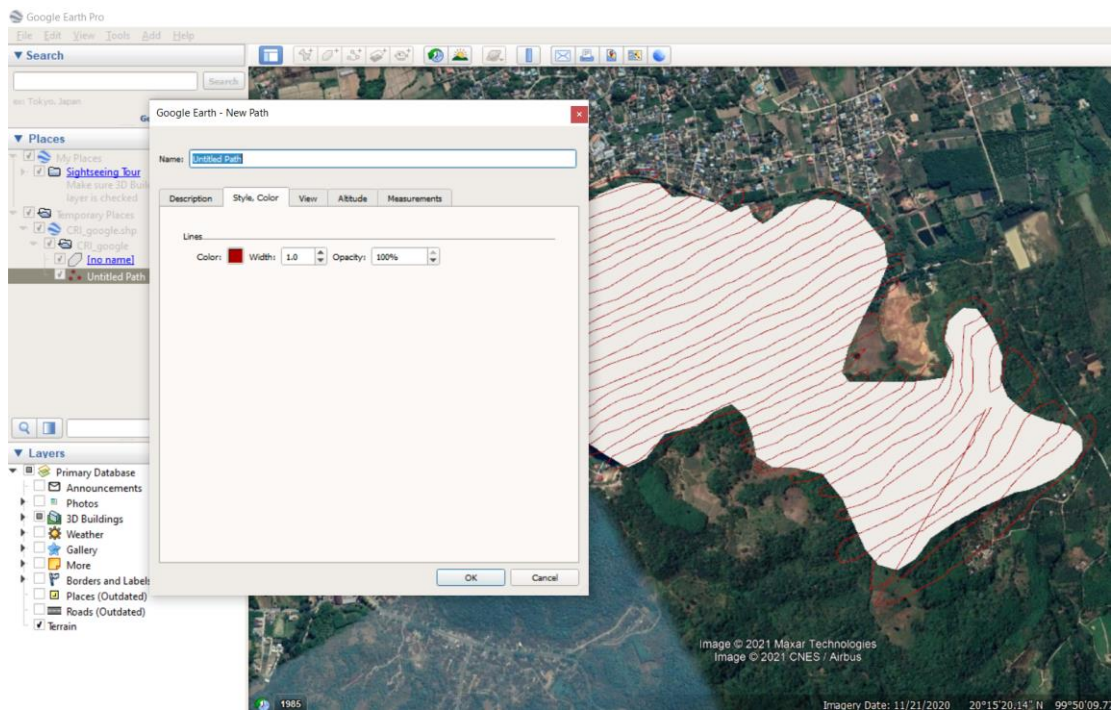 Google Earth Pro
File Edit View Tools Add Help
Search
Search
ex: Tokyo, Japan
Google Earth - New Path
Name: Untitled Path
Description Style, Color View Altitude Measurements
Lines
Color: Width: 1.0 Opacity: 100%
OK Cancel
Places
My Places
Sightseeing Tour
Make sure 3D Buil
layer is checked
Temporary Places
CRI_google.shp
CRI_google
[no name]
Untitled Path
Layers
Primary Database
Announcements
Photos
3D Buildings
Weather
Gallery
More
Borders and Labels
Places (Outdated)
Roads (Outdated)
Terrain
Image © 2021 Maxar Technologies
Image © 2021 CNES / Airbus
1985
Imagery Date: 11/21/2020 20°15'20.14" N 99°50'09.7